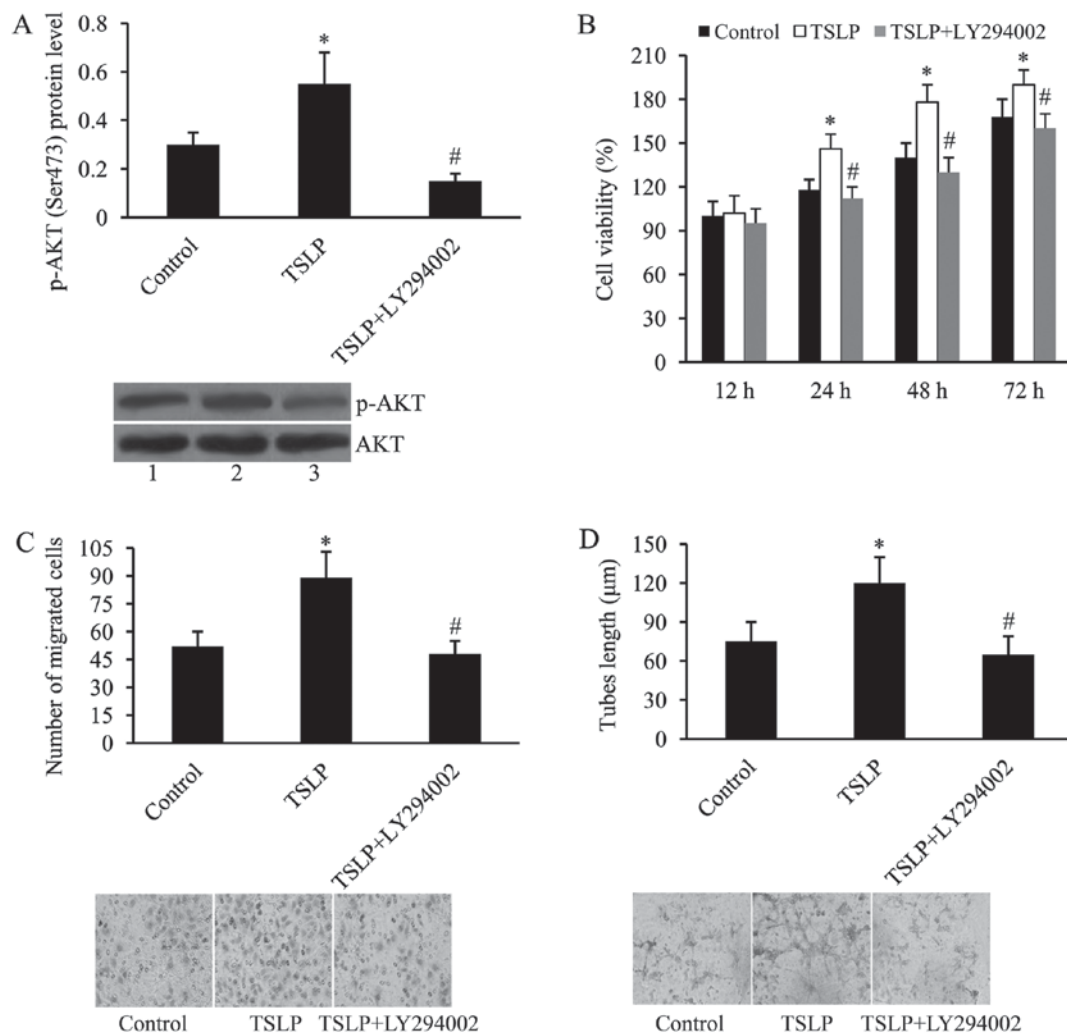 A
p-AKT (Ser473) protein level
0.8
0.6
0.4
0.2
0
*
#
Control
TSLP
TSLP+LY294002
p-AKT
AKT
1 2 3
B
Control TSLP TSLP+LY294002
Cell viability (%)
210
180
150
120
90
60
30
0
*
#
*
#
*
#
12 h 24 h 48 h 72 h
C
Number of migrated cells
105
90
75
60
45
30
15
0
*
#
Control
TSLP
TSLP+LY294002
Control TSLP TSLP+LY294002
D
Tubes length (μm)
150
120
90
60
30
0
*
#
Control
TSLP
TSLP+LY294002
Control TSLP TSLP+LY294002